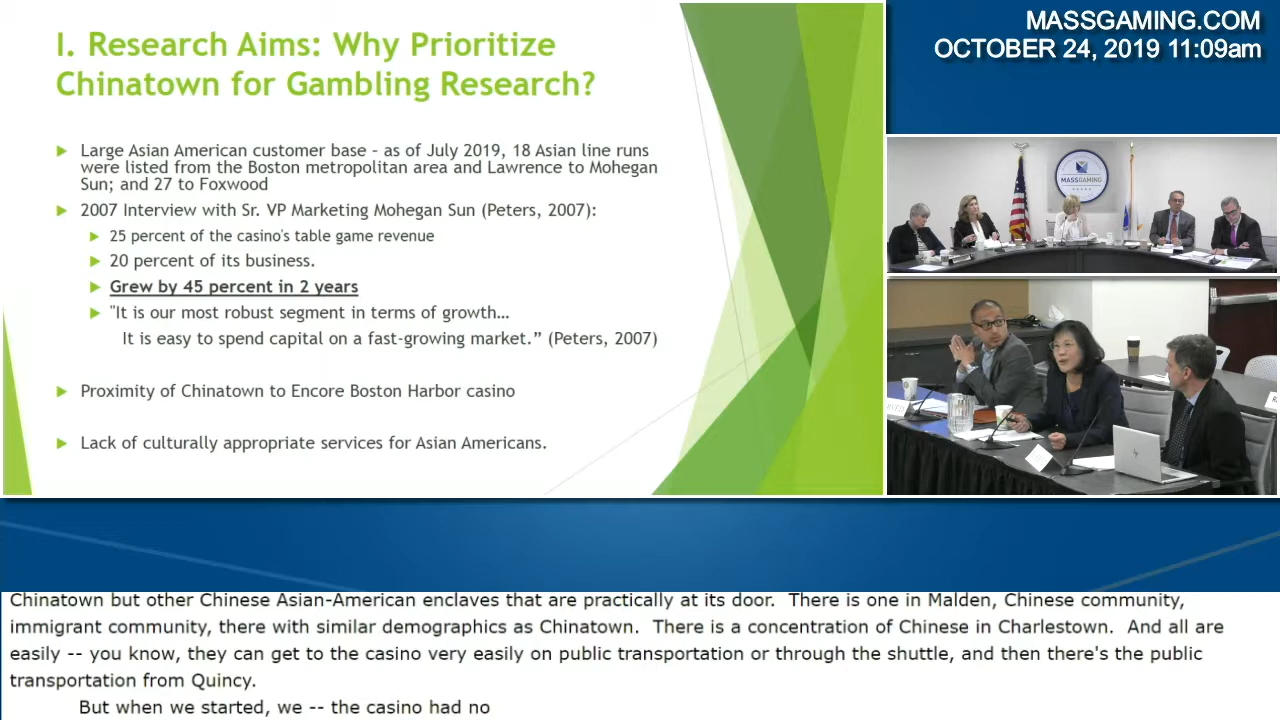 I. Research Aims: Why Prioritize
Chinatown for Gambling Research?
Large Asian American customer base – as of July 2019, 18 Asian line runs
were listed from the Boston metropolitan area and Lawrence to Mohegan
Sun; and 27 to Foxwood
2007 Interview with Sr. VP Marketing Mohegan Sun (Peters, 2007):
25 percent of the casino's table game revenue
20 percent of its business.
Grew by 45 percent in 2 years
"It is our most robust segment in terms of growth…
It is easy to spend capital on a fast-growing market.” (Peters, 2007)
Proximity of Chinatown to Encore Boston Harbor casino
Lack of culturally appropriate services for Asian Americans.
MASSGAMING.COM
OCTOBER 24, 2019 11:09am
MASSGAMING
Chinatown but other Chinese Asian-American enclaves that are practically at its door. There is one in Malden, Chinese community,
immigrant community, there with similar demographics as Chinatown. There is a concentration of Chinese in Charlestown. And all are
easily -- you know, they can get to the casino very easily on public transportation or through the shuttle, and then there's the public
transportation from Quincy.
But when we started, we -- the casino had no